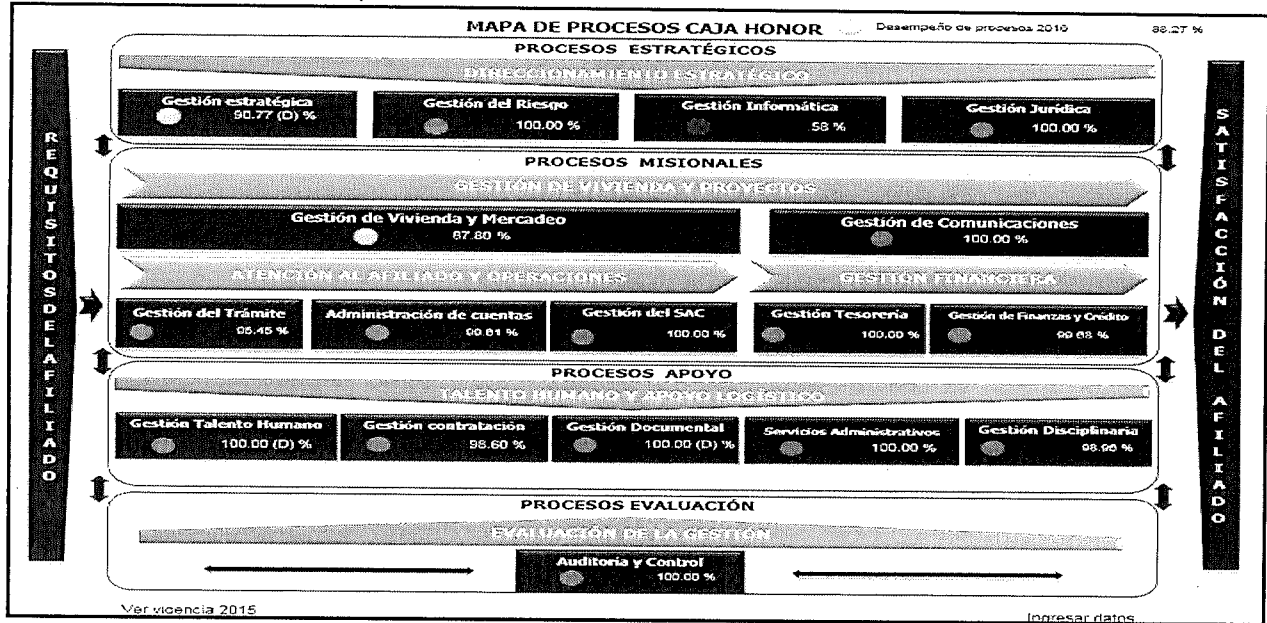 MAPA DE PROCESOS CAJA HONOR
Desempeño de procesos 2016
88.27 %
PROCESOS ESTRATÉGICOS
DIRECCIONAMIENTO ESTRATÉGICO
Gestión estratégica
90.77 (D) %
Gestión del Riesgo
100.00 %
Gestión Informática
58 %
Gestión Jurídica
100.00 %
REQUISITOS DEL AFILIADO
PROCESOS MISIONALES
GESTIÓN DE VIVIENDA Y PROYECTOS
Gestión de Vivienda y Mercadeo
87.80 %
Gestión de Comunicaciones
100.00 %
ATENCIÓN AL AFILIADO Y OPERACIONES
GESTIÓN FINANCIERA
Gestión del Trámite
Administración de cuentas
Gestión del SAC
100.00 %
Gestión Tesorería
100.00 %
Gestión de Finanzas y Crédito
SATISFACCIÓN DEL AFILIADO
PROCESOS APOYO
TALENTO HUMANO Y APOYO LOGÍSTICO
Gestión Talento Humano
100.00 (D) %
Gestión contratación
98.60 %
Gestión Documental
100.00 (D) %
Servicios Administrativos
100.00 %
Gestión Disciplinaria
PROCESOS EVALUACIÓN
EVALUACIÓN DE LA GESTIÓN
Auditoría y Control
100.00 %
Ver vigencia 2015
Ingresar datos